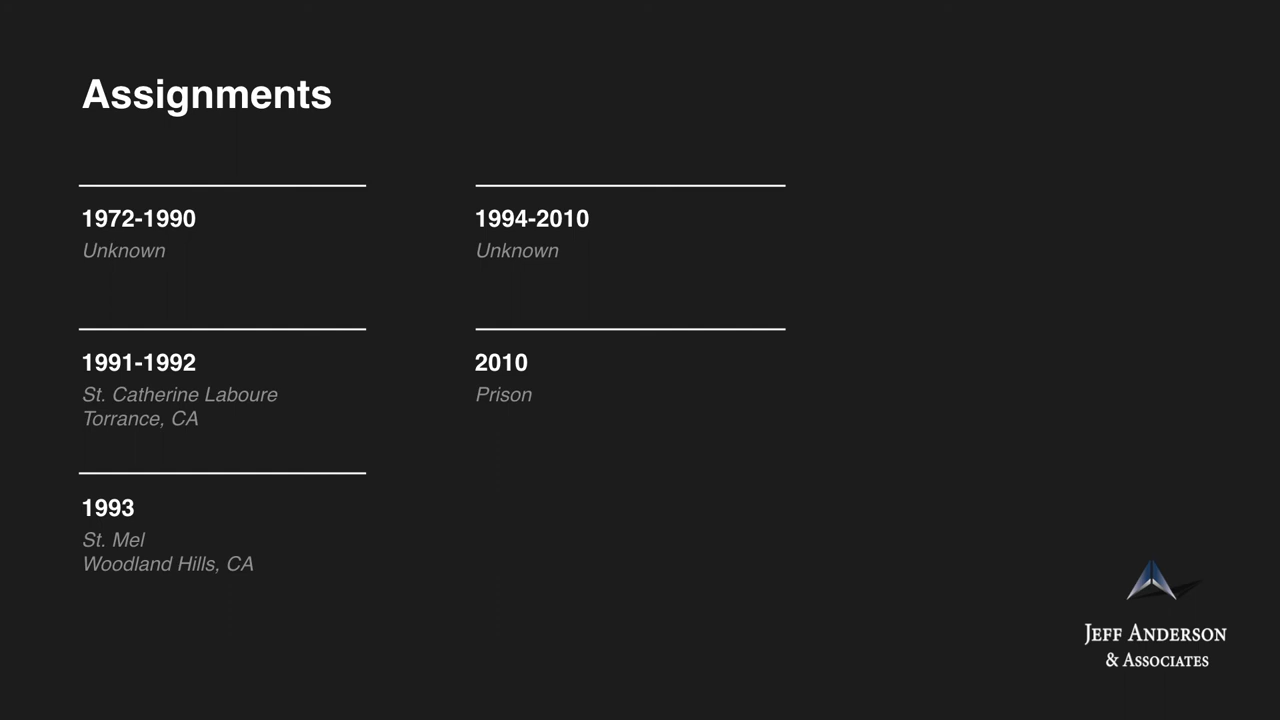 Assignments
1972-1990
Unknown
1991-1992
St. Catherine Laboure
Torrance, CA
1993
St. Mel
Woodland Hills, CA
1994-2010
Unknown
2010
Prison
Jeff Anderson
& Associates